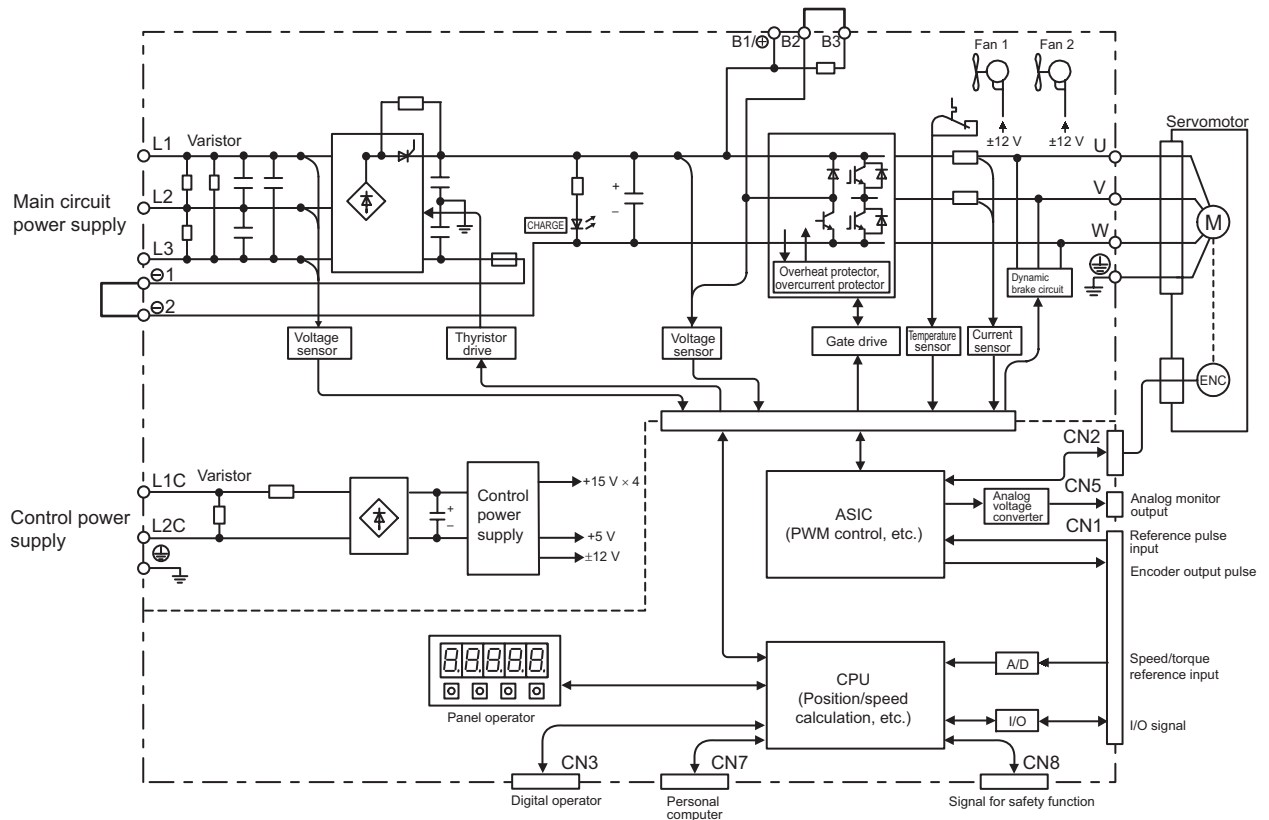 B1/⊕
B2
B3
Fan 1
Fan 2
±12 V
±12 V
Servomotor
Main circuit
power supply
L1
Varistor
L2
L3
⊖1
⊖2
CHARGE
+
–
Overheat protector,
overcurrent protector
U
V
W
M
Dynamic
brake circuit
Voltage
sensor
Thyristor
drive
Voltage
sensor
Gate drive
Temperature
sensor
Current
sensor
ENC
Control power
supply
L1C
Varistor
L2C
+
–
Control
power
supply
+15 V × 4
+5 V
±12 V
ASIC
(PWM control, etc.)
Analog
voltage
converter
CN2
CN5
Analog monitor
output
CN1
Reference pulse
input
Encoder output pulse
8.8.8.8.8.
Panel operator
CPU
(Position/speed
calculation, etc.)
A/D
Speed/torque
reference input
I/O
I/O signal
CN3
Digital operator
CN7
Personal
computer
CN8
Signal for safety function